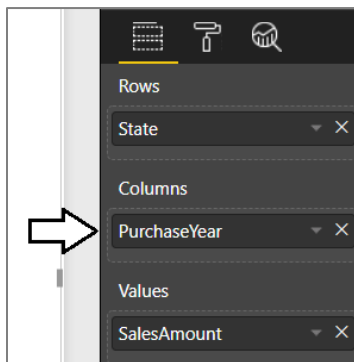 Rows
State
Columns
PurchaseYear
Values
SalesAmount